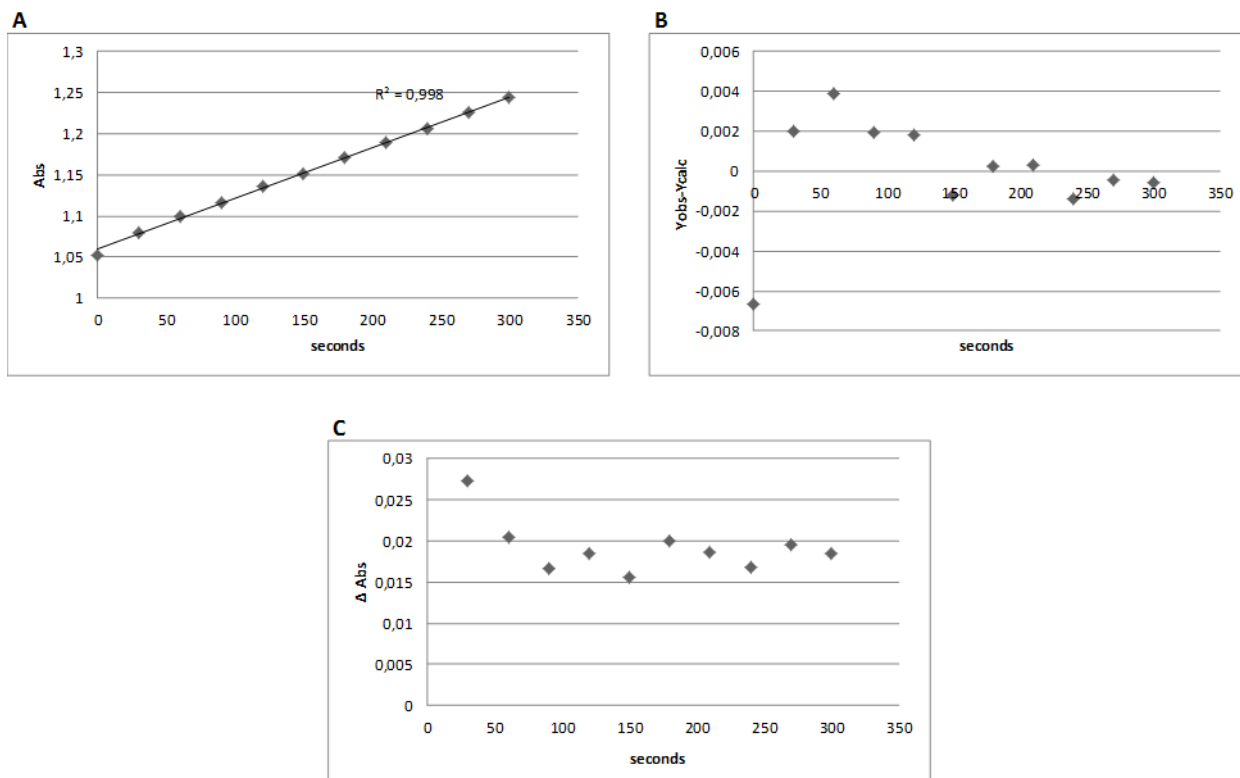 A
1,3
1,25
1,2
1,15
1,1
1,05
1
Abs
R² = 0,998
0 50 100 150 200 250 300 350
seconds
B
0,006
0,004
0,002
0
-0,002
-0,004
-0,006
-0,008
Yobs-Ycalc
0 50 100 150 200 250 300 350
seconds
C
0,03
0,025
0,02
0,015
0,01
0,005
0
Δ Abs
0 50 100 150 200 250 300 350
seconds